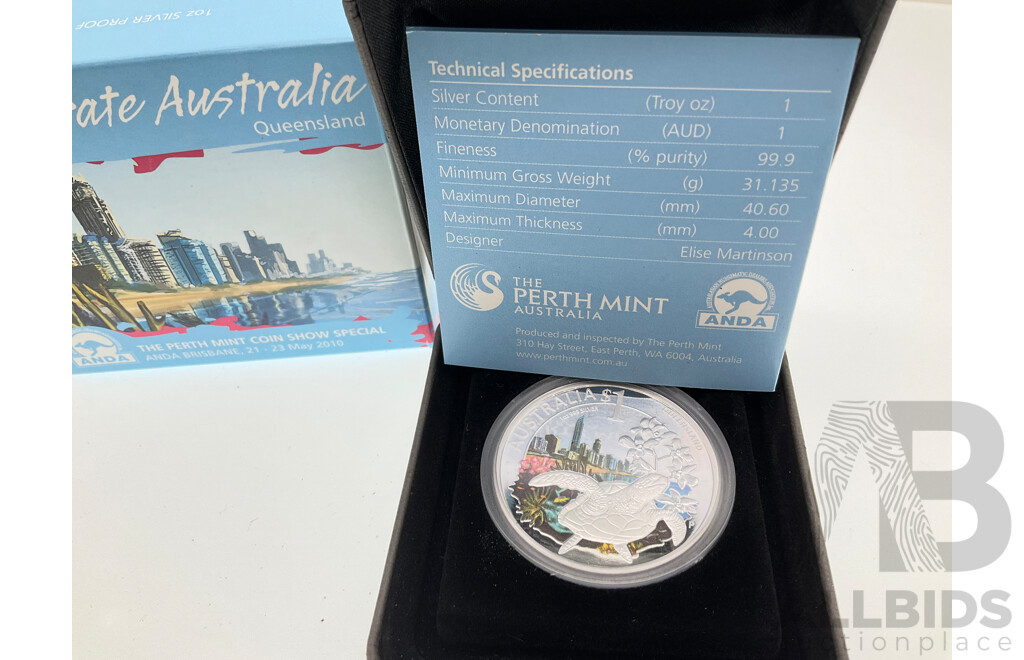 1oz SILVER PROOF
rate Australia
Queensland
ANDA
THE PERTH MINT COIN SHOW SPECIAL
ANDA BRISBANE, 21 - 23 May 2010
Technical Specifications
Silver Content (Troy oz) 1
Monetary Denomination (AUD) 1
Fineness (% purity) 99.9
Minimum Gross Weight (g) 31.135
Maximum Diameter (mm) 40.60
Maximum Thickness (mm) 4.00
Designer Elise Martinson
THE
PERTH MINT
AUSTRALIA
ANDA
Produced and inspected by The Perth Mint
310 Hay Street, East Perth, WA 6004, Australia
www.perthmint.com.au
AUSTRALIA $1
AB
LLBIDS
tionplace